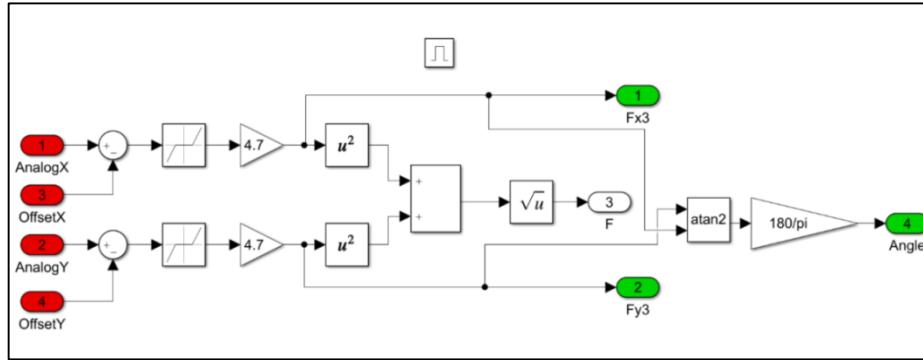 1
Fx3
1
AnalogX
+
−
4.7
u²
3
OffsetX
+
+
√u
3
F
atan2
180/pi
4
Angle
2
AnalogY
+
−
4.7
u²
4
OffsetY
2
Fy3